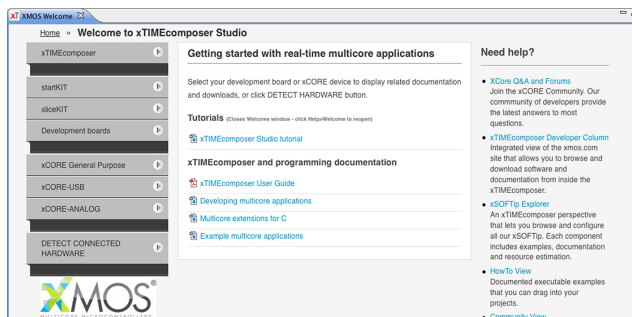 XMOS Welcome
Home » Welcome to xTIMEcomposer Studio
xTIMEcomposer
startKIT
sliceKIT
Development boards
xCORE General Purpose
xCORE-USB
xCORE-ANALOG
DETECT CONNECTED
HARDWARE
XMOS®
MULTICORE MICROCONTROLLERS
Getting started with real-time multicore applications
Select your development board or xCORE device to display related documentation
and downloads, or click DETECT HARDWARE button.
Tutorials (Closes Welcome window - click Help>Welcome to reopen)
xTIMEcomposer Studio tutorial
xTIMEcomposer and programming documentation
xTIMEcomposer User Guide
Developing multicore applications
Multicore extensions for C
Example multicore applications
Need help?
XCore Q&A and Forums
Join the xCORE Community. Our
commmunity of developers provide
the latest answers to most
questions.
xTIMEcomposer Developer Column
Integrated view of the xmos.com
site that allows you to browse and
download software and
documentation from inside the
xTIMEcomposer.
xSOFTip Explorer
An xTIMEcomposer perspective
that lets you browse and configure
all our xSOFTip. Each component
includes examples, documentation
and resource estimation.
HowTo View
Documented executable examples
that you can drag into your
projects.
Community View